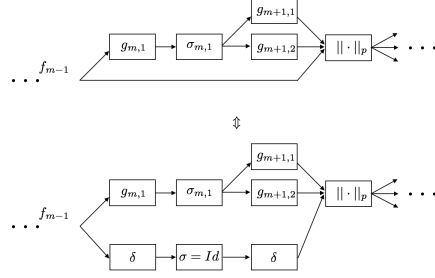 g_{m+1,1}
f_{m-1} g_{m,1} σ_{m,1} g_{m+1,2} || · ||_p
. . . . . .
⇕
g_{m+1,1}
f_{m-1} g_{m,1} σ_{m,1} g_{m+1,2} || · ||_p
. . . . . .
δ σ = Id δ